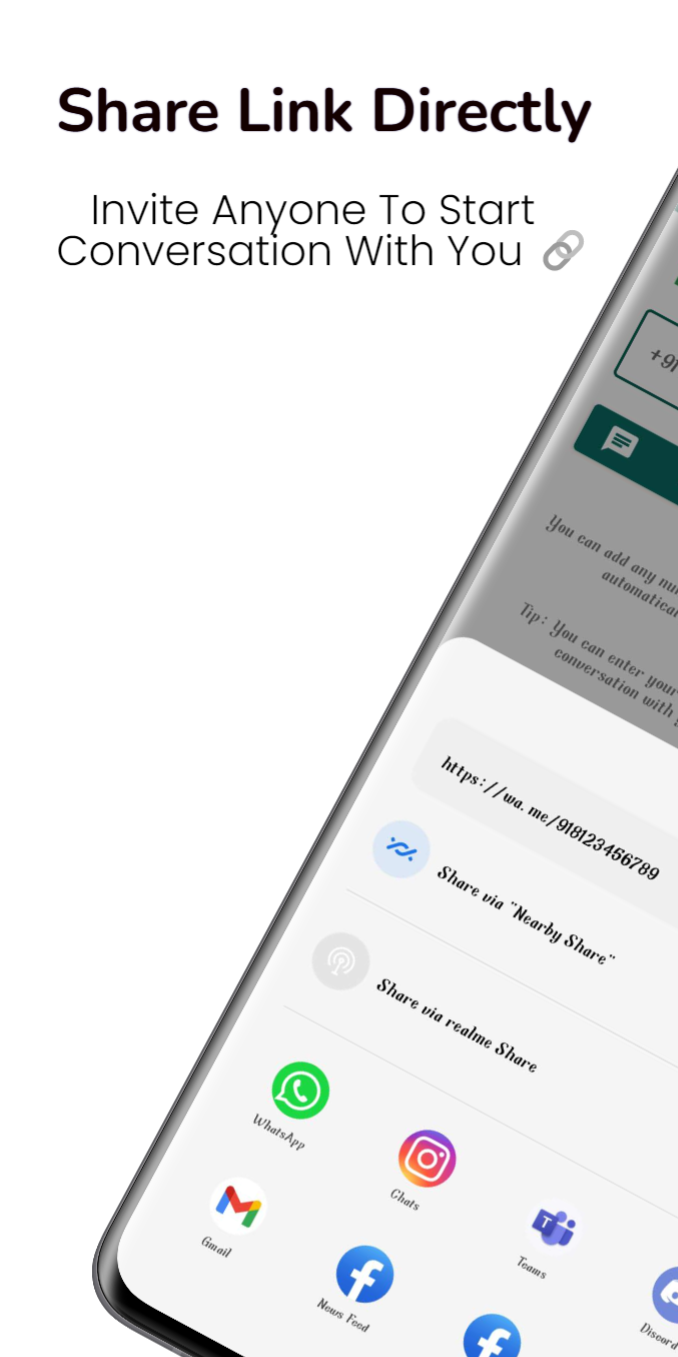 Share Link Directly
Invite Anyone To Start
Conversation With You
+91
You can add any
automatical
Tip: You can enter your
conversation with
https://wa.me/918123456789
Share via "Nearby Share"
Share via realme Share
WhatsApp
Chats
Teams
Discord
Gmail
News Feed